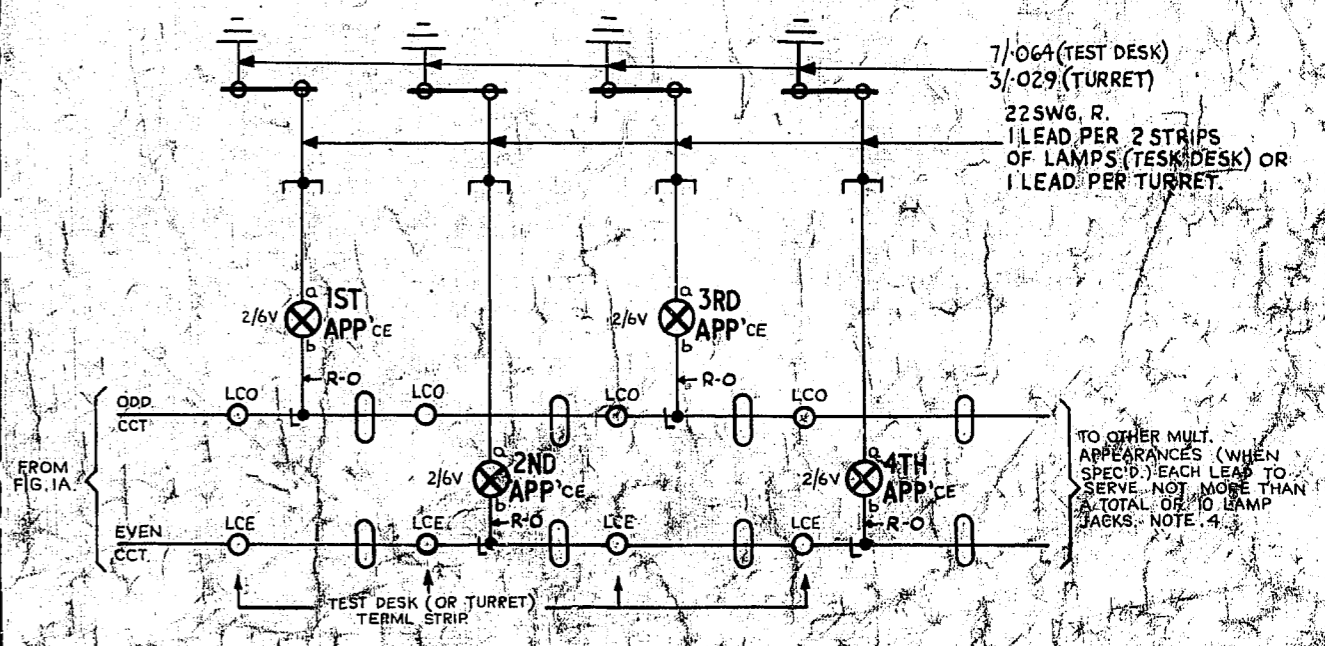 7/.064 (TEST DESK)
3/.029 (TURRET)
22 SWG. R.
1 LEAD PER 2 STRIPS
OF LAMPS (TESK DESK) OR
1 LEAD PER TURRET.
a
2/6V
1ST
APP'CE
b
R-O
a
2/6V
3RD
APP'CE
b
R-O
FROM
FIG. 1A.
ODD.
CCT
LCO
LCO
LCO
LCO
a
2/6V
2ND
APP'CE
b
R-O
a
2/6V
4TH
APP'CE
b
R-O
EVEN
CCT.
LCE
LCE
LCE
LCE
TO OTHER MULT.
APPEARANCES (WHEN
SPEC'D.) EACH LEAD TO
SERVE NOT MORE THAN
A TOTAL OF 10 LAMP
JACKS. NOTE. 4.
TEST DESK (OR TURRET)
TERML STRIP